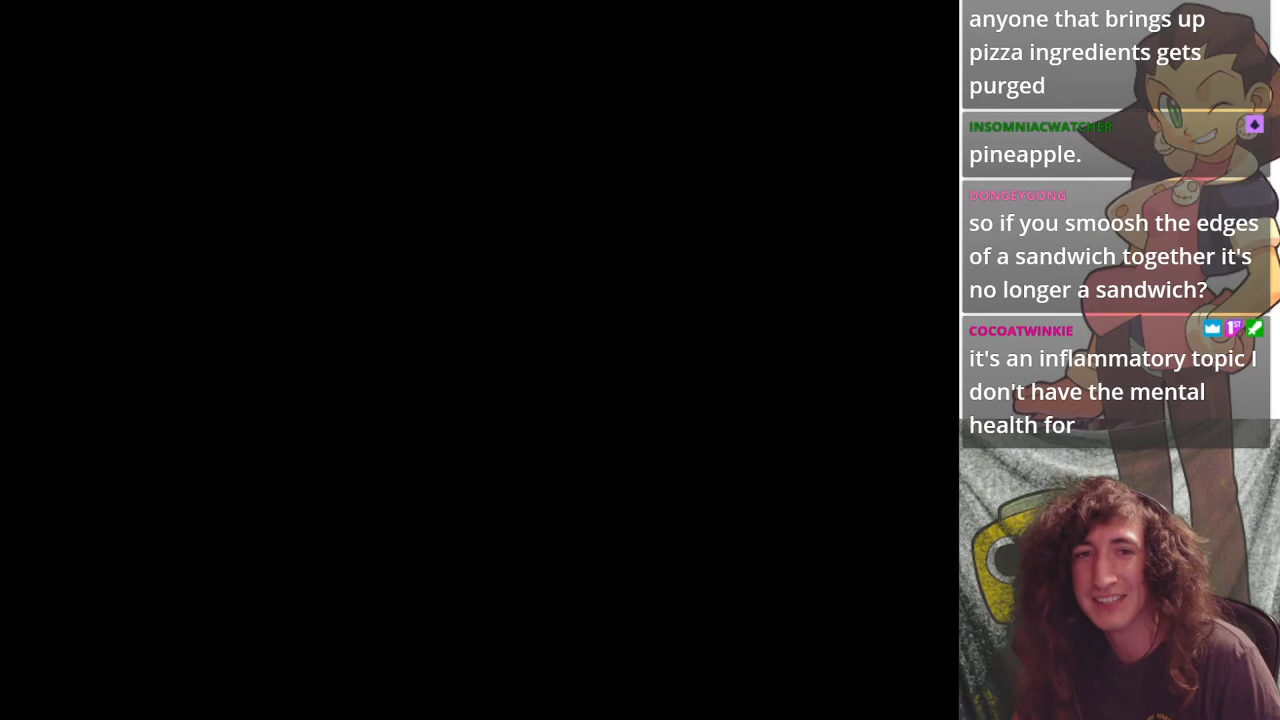 anyone that brings up
pizza ingredients gets
purged
INSOMNIACWATCHER
pineapple.
DONGEYGONG
so if you smoosh the edges
of a sandwich together it's
no longer a sandwich?
COCOATWINKIE
1ST
it's an inflammatory topic I
don't have the mental
health for